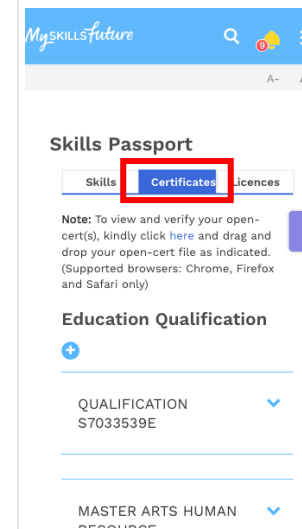 MySKILLSfuture
9
A-
Skills Passport
Skills Certificates Licences
Note: To view and verify your open-
cert(s), kindly click here and drag and
drop your open-cert file as indicated.
(Supported browsers: Chrome, Firefox
and Safari only)
Education Qualification
QUALIFICATION
S7033539E
MASTER ARTS HUMAN
RESOURCE